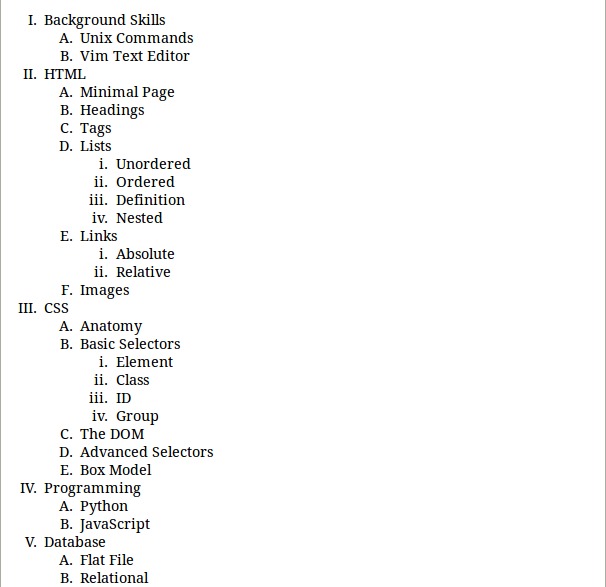 I. Background Skills
A. Unix Commands
B. Vim Text Editor
II. HTML
A. Minimal Page
B. Headings
C. Tags
D. Lists
i. Unordered
ii. Ordered
iii. Definition
iv. Nested
E. Links
i. Absolute
ii. Relative
F. Images
III. CSS
A. Anatomy
B. Basic Selectors
i. Element
ii. Class
iii. ID
iv. Group
C. The DOM
D. Advanced Selectors
E. Box Model
IV. Programming
A. Python
B. JavaScript
V. Database
A. Flat File
B. Relational